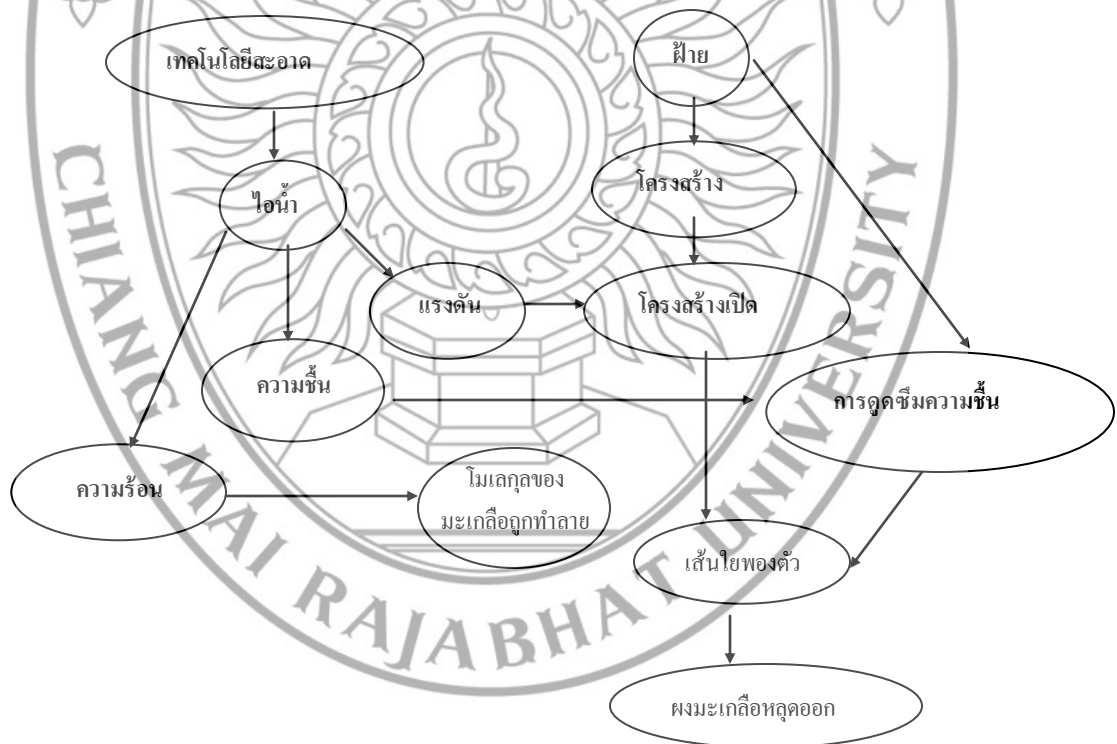 เทคโนโลยีสะอาด
ฝ้าย
ไอน้ำ
โครงสร้าง
แรงดัน
โครงสร้างเปิด
ความชื้น
การดูดซึมความชื้น
ความร้อน
โมเลกุลของ
มะเกลือถูกทำลาย
เส้นใยพองตัว
ผงมะเกลือหลุดออก
CHIANG MAI RAJABHAT UNIVERSITY